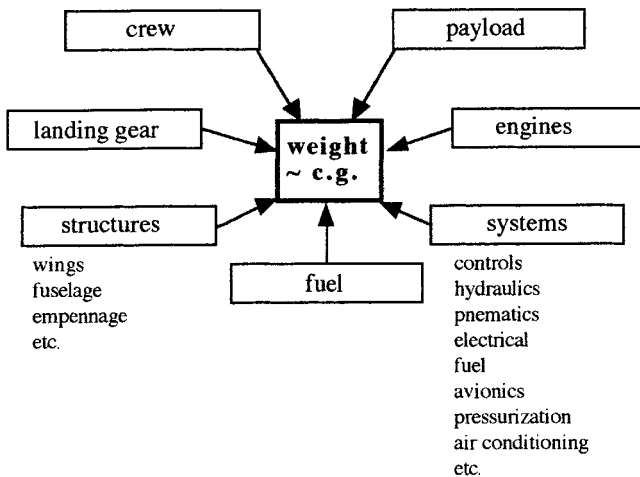 crew
payload
landing gear
engines
weight
~ c.g.
structures
systems
wings
fuselage
empennage
etc.
fuel
controls
hydraulics
pnematics
electrical
fuel
avionics
pressurization
air conditioning
etc.